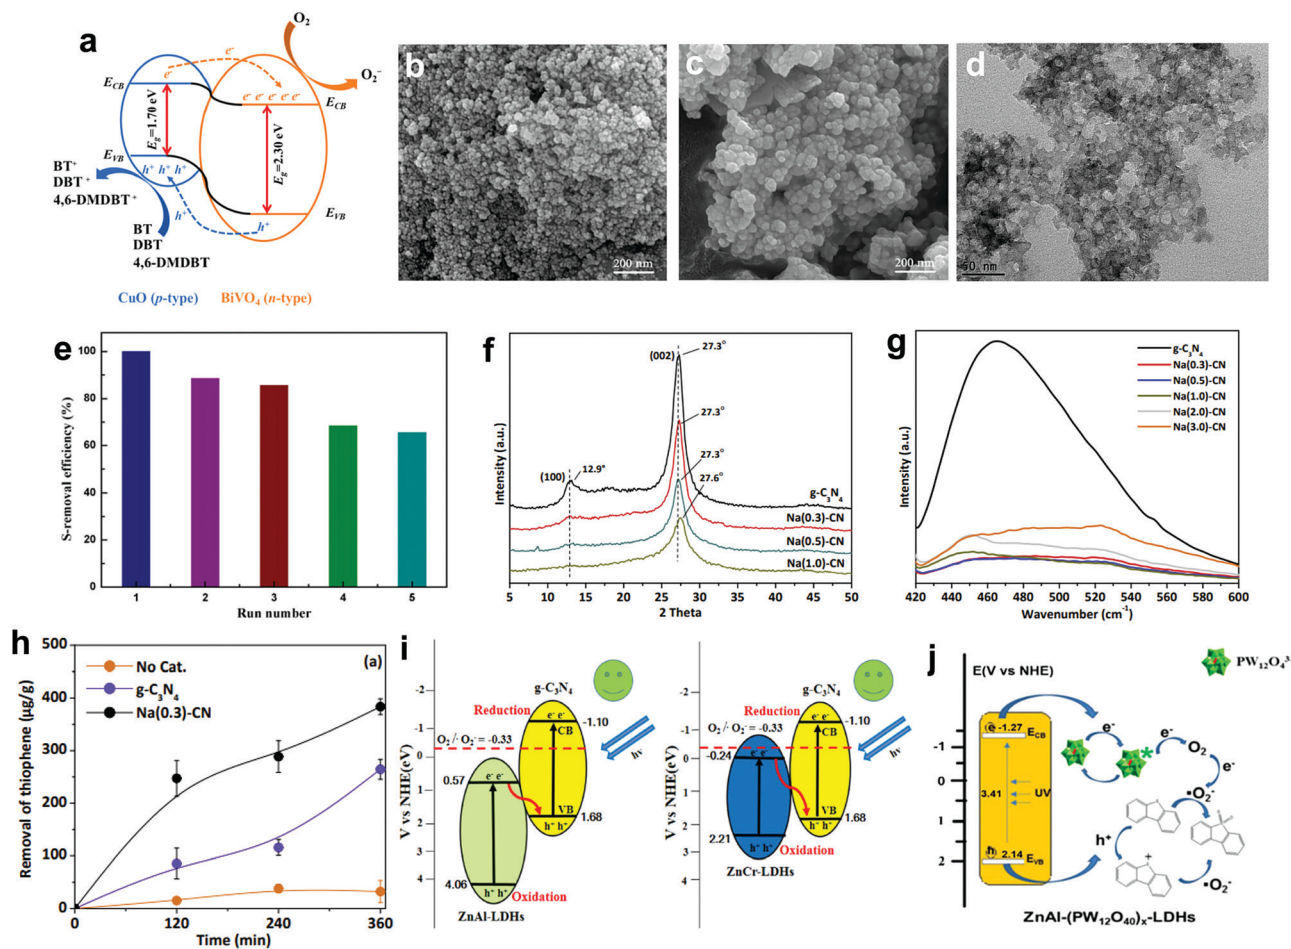 a
O₂
e⁻
O₂⁻
E_CB
e⁻
e⁻ e⁻ e⁻ e⁻ e⁻
E_CB
E_g=1.70 eV
E_g=2.30 eV
E_VB
h⁺ h⁺ h⁺
BT⁺
DBT⁺
4,6-DMDBT⁺
h⁺
h⁺
E_VB
BT
DBT
4,6-DMDBT
CuO (p-type)
BiVO₄ (n-type)
b
200 nm
c
200 nm
d
50 nm
e
S-removal efficiency (%)
100
80
60
40
20
0
1 2 3 4 5
Run number
f
Intensity (a.u.)
(002)
27.3°
27.3°
27.3°
27.6°
(100)
12.9°
g-C₃N₄
Na(0.3)-CN
Na(0.5)-CN
Na(1.0)-CN
5 10 15 20 25 30 35 40 45 50
2 Theta
g
Intensity (a.u.)
g-C₃N₄
Na(0.3)-CN
Na(0.5)-CN
Na(1.0)-CN
Na(2.0)-CN
Na(3.0)-CN
420 440 460 480 500 520 540 560 580 600
Wavenumber (cm⁻¹)
h
(a)
Removal of thiophene (µg/g)
500
400
300
200
100
0
No Cat.
g-C₃N₄
Na(0.3)-CN
0 120 240 360
Time (min)
i
V vs NHE(eV)
-2
-1
0
1
2
3
4
g-C₃N₄
Reduction
e⁻ e⁻
-1.10
CB
O₂/·O₂⁻= -0.33
hν
0.57
e⁻ e⁻
VB
h⁺ h⁺
1.68
4.06
h⁺ h⁺
Oxidation
ZnAl-LDHs
V vs NHE(eV)
-2
-1
0
1
2
3
4
g-C₃N₄
Reduction
e⁻ e⁻
-1.10
CB
O₂/·O₂⁻= -0.33
hν
-0.24
e⁻ e⁻
VB
h⁺ h⁺
1.68
2.21
h⁺ h⁺
Oxidation
ZnCr-LDHs
j
E(V vs NHE)
PW₁₂O₄³⁻
-1
0
1
2
e -1.27
E_CB
3.41
UV
h 2.14
E_VB
e⁻
*
e⁻
O₂
e⁻
•O₂⁻
h⁺
+
•O₂⁻
ZnAl-(PW₁₂O₄₀)ₓ-LDHs